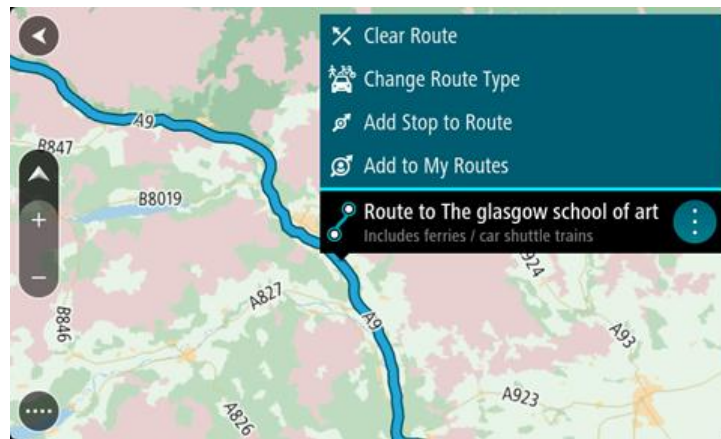 Clear Route
Change Route Type
Add Stop to Route
Add to My Routes
Route to The glasgow school of art
Includes ferries / car shuttle trains
A9
B847
B8019
A827
A9
B846
A826
A924
A93
A923